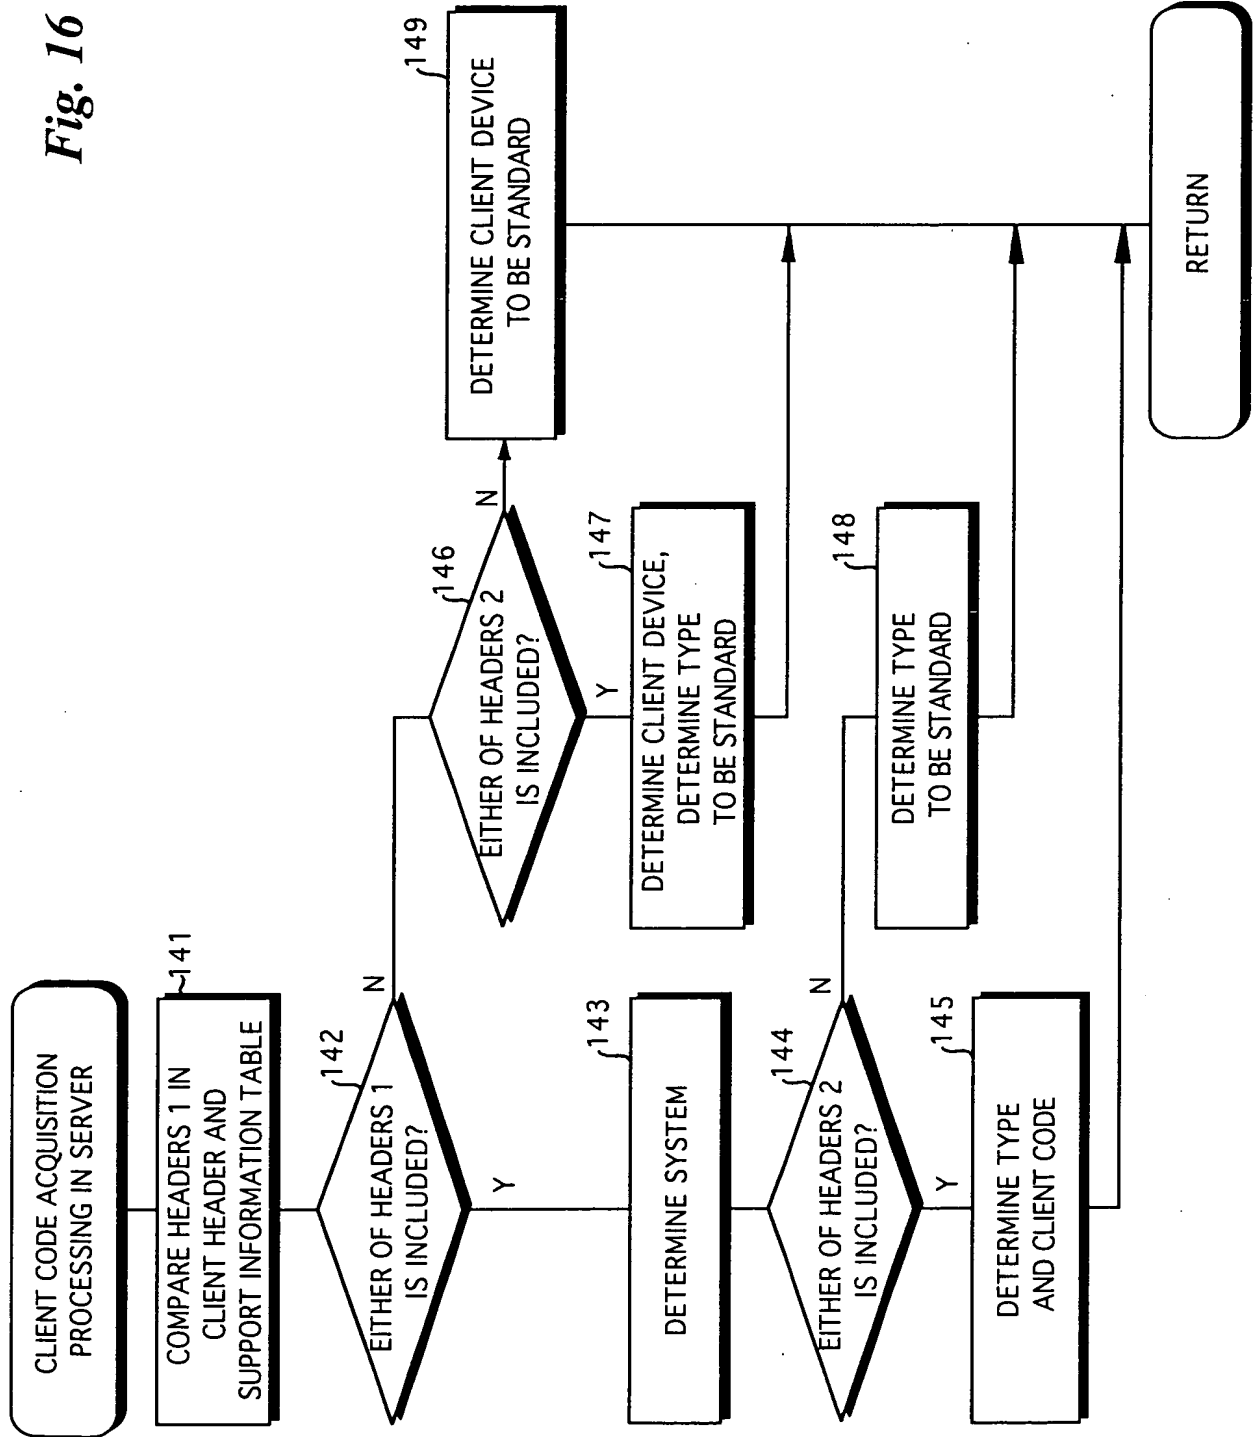 Fig. 16
CLIENT CODE ACQUISITION
PROCESSING IN SERVER
141
COMPARE HEADERS 1 IN
CLIENT HEADER AND
SUPPORT INFORMATION TABLE
142
EITHER OF HEADERS 1
IS INCLUDED?
N
Y
146
EITHER OF HEADERS 2
IS INCLUDED?
N
Y
149
DETERMINE CLIENT DEVICE
TO BE STANDARD
143
DETERMINE SYSTEM
147
DETERMINE CLIENT DEVICE,
DETERMINE TYPE
TO BE STANDARD
144
EITHER OF HEADERS 2
IS INCLUDED?
N
Y
148
DETERMINE TYPE
TO BE STANDARD
145
DETERMINE TYPE
AND CLIENT CODE
RETURN